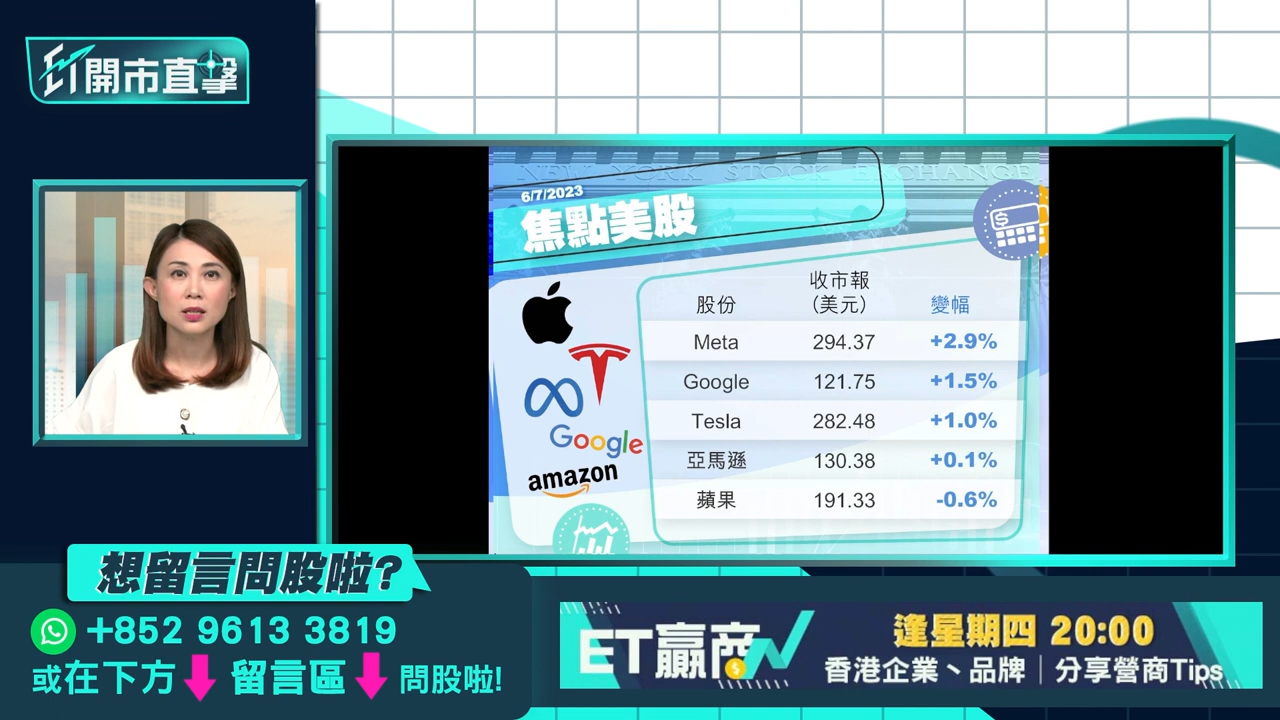 ET開市直擊
NEW YORK STOCK EXCHANGE
6/7/2023
焦點美股
股份 收市報(美元) 變幅
Meta 294.37 +2.9%
Google 121.75 +1.5%
Tesla 282.48 +1.0%
亞馬遜 130.38 +0.1%
蘋果 191.33 -0.6%
Google
amazon
想留言問股啦?
+852 9613 3819
或在下方 留言區 問股啦!
ET贏商
逢星期四 20:00
香港企業、品牌｜分享營商Tips